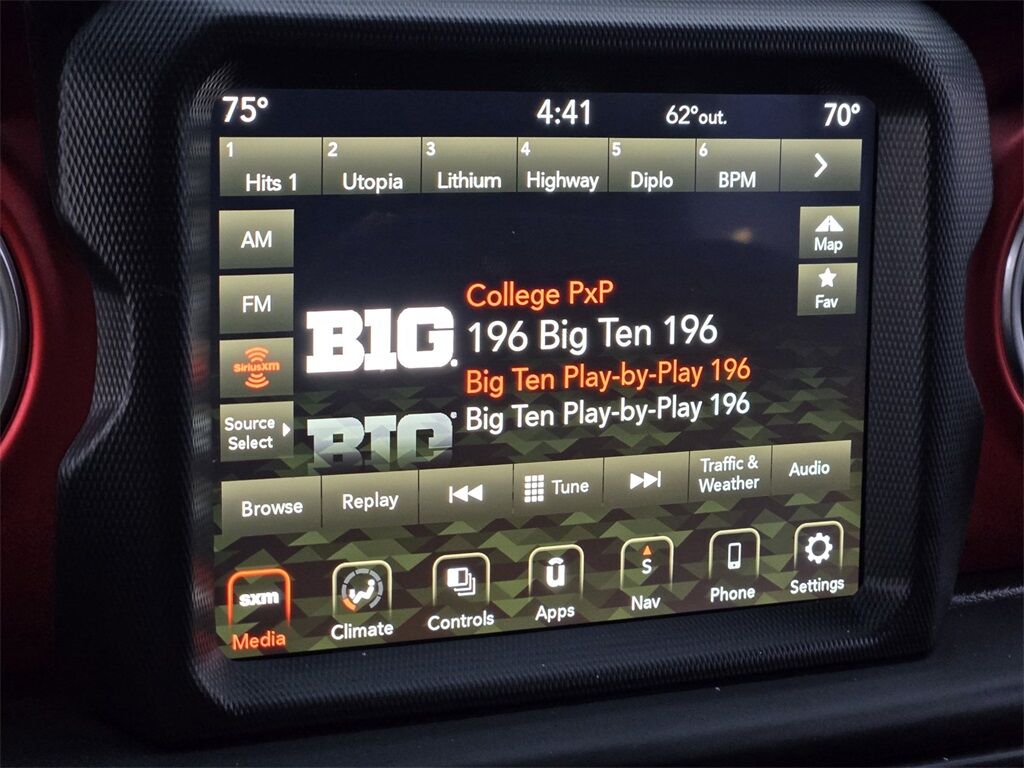 75° 4:41 62°out. 70°
1 2 3 4 5 6
Hits 1 Utopia Lithium Highway Diplo BPM
AM
Map
FM
Fav
College PxP
B1G.
196 Big Ten 196
SiriusXM
Big Ten Play-by-Play 196
Big Ten Play-by-Play 196
Source
Select
Browse Replay Tune Traffic &
Weather
Audio
sxm
Media Climate Controls Apps Nav Phone Settings
û
S